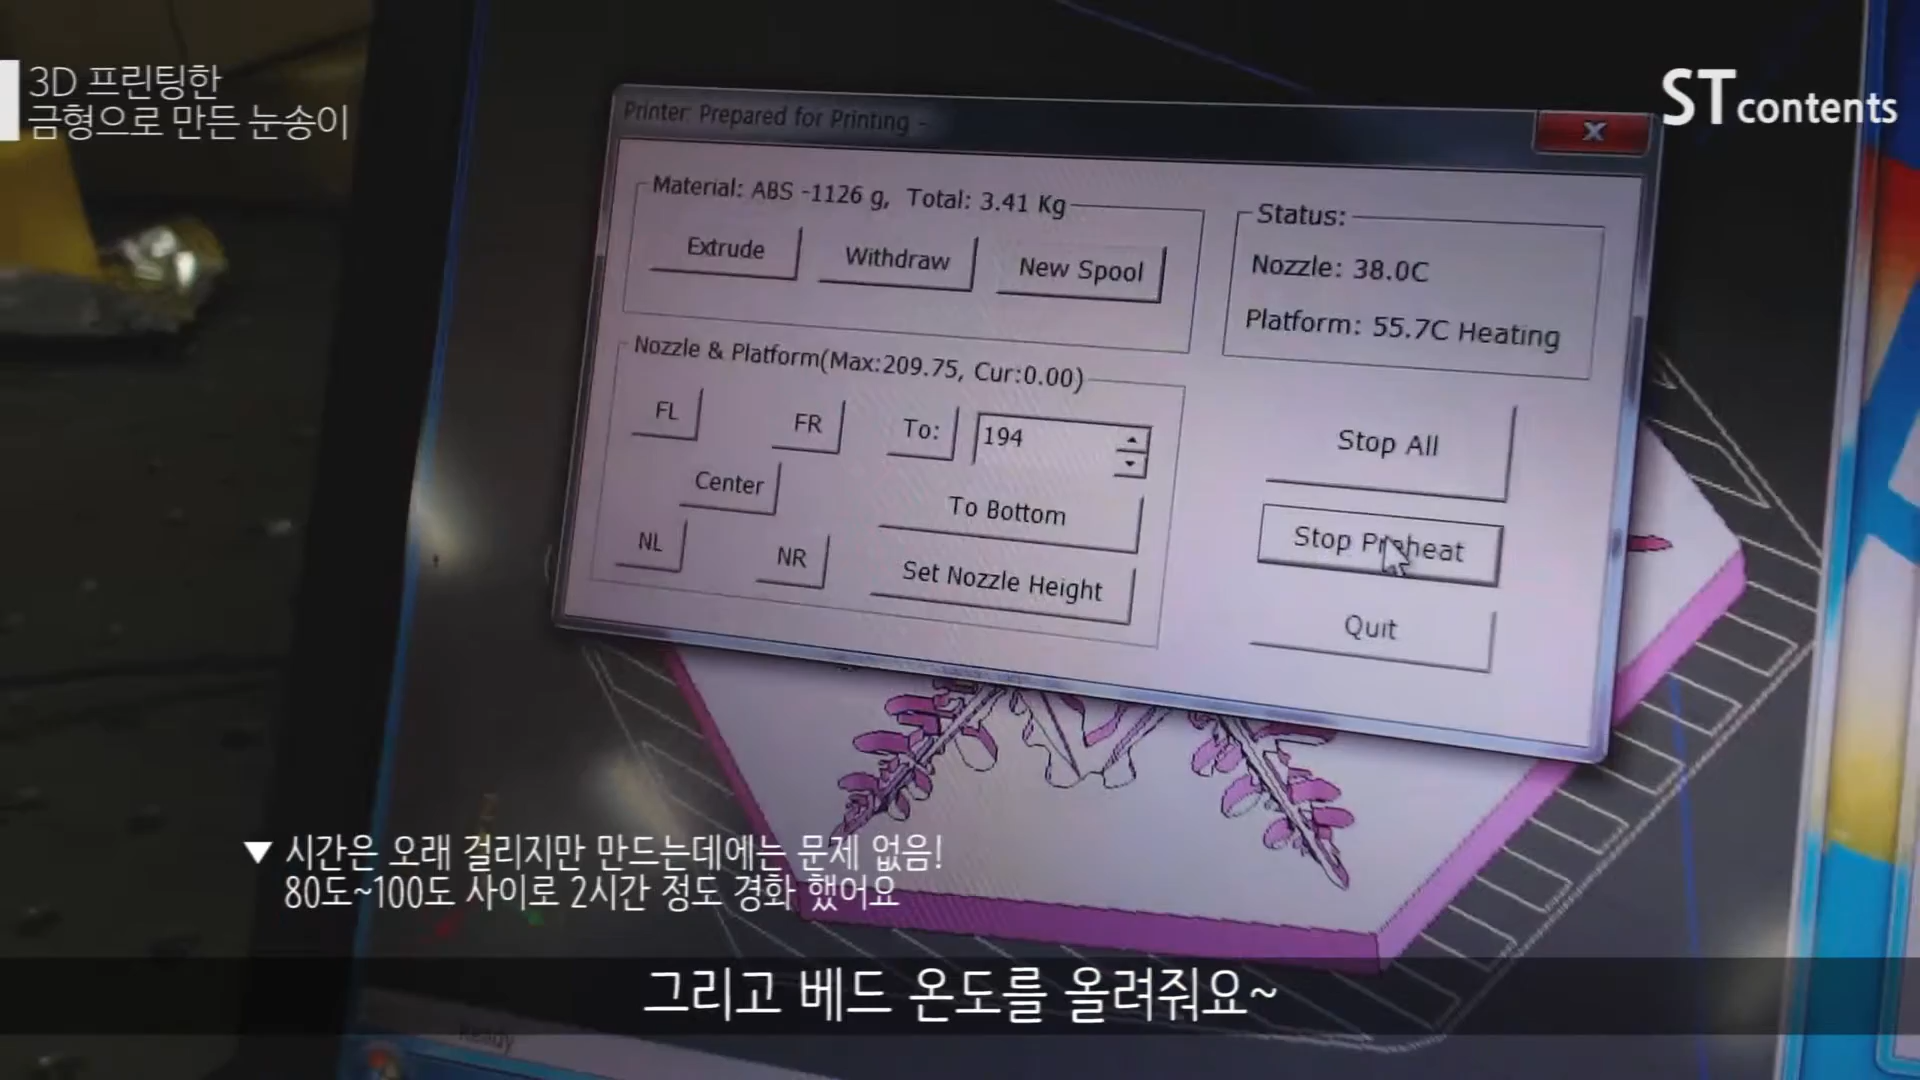 3D 프린팅한
금형으로 만든 눈송이
ST contents
Printer: Prepared for Printing -
Material: ABS -1126 g, Total: 3.41 Kg
Extrude
Withdraw
New Spool
Status:
Nozzle: 38.0C
Platform: 55.7C Heating
Nozzle & Platform(Max:209.75, Cur:0.00)
FL
FR
To:
194
Center
To Bottom
NL
NR
Set Nozzle Height
Stop All
Stop Preheat
Quit
▼ 시간은 오래 걸리지만 만드는데에는 문제 없음!
80도~100도 사이로 2시간 정도 경화 했어요
그리고 베드 온도를 올려줘요~
Ready